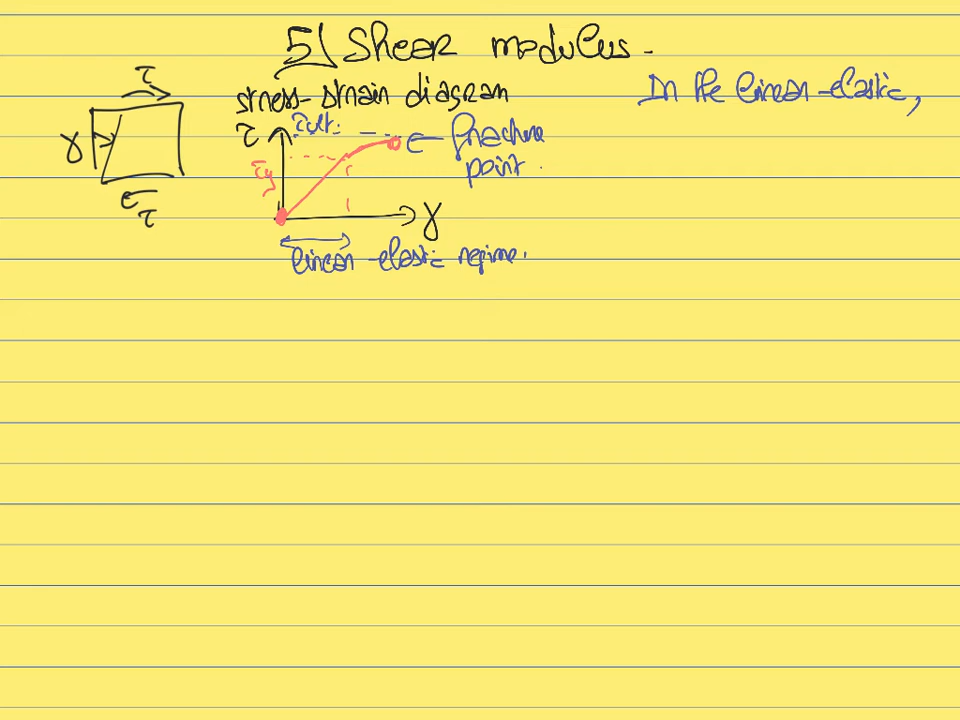 5\ Shear modulus.
stress-strain diagram
In the linear-elastic,
τ
γ
τ
τ
τult
τy
fracture
point.
γ
linear-elastic regime.